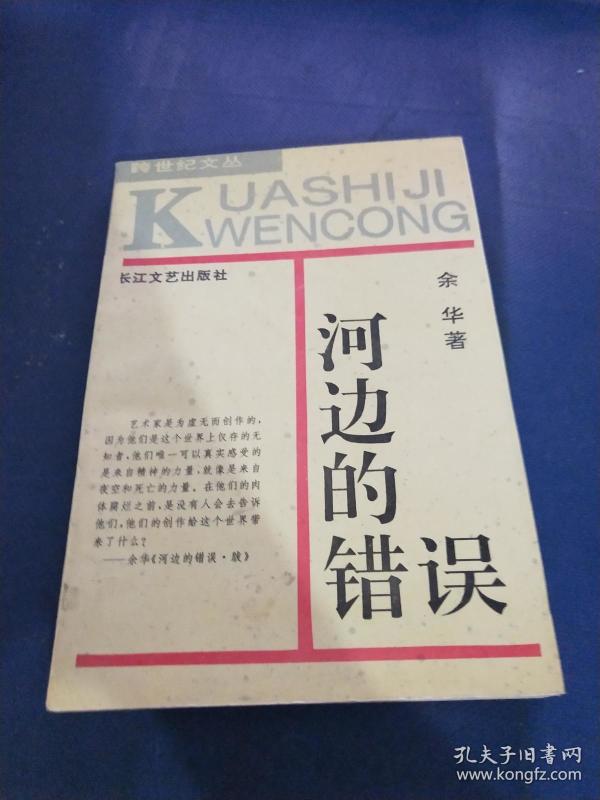 跨世纪文丛
KUASHIJI
WENCONG
长江文艺出版社
余华著
河边的错误
艺术家是为虚无而创作的，
因为他们是这个世界上仅存的无
知者，他们唯一可以真实感受的
是来自精神的力量，就像是来自
夜空和死亡的力量。在他们的肉
体腐烂之前，是没有人会去告诉
他们，他们的创作给这个世界带
来了什么？
——余华《河边的错误·跋》
孔夫子旧书网
www.kongfz.com